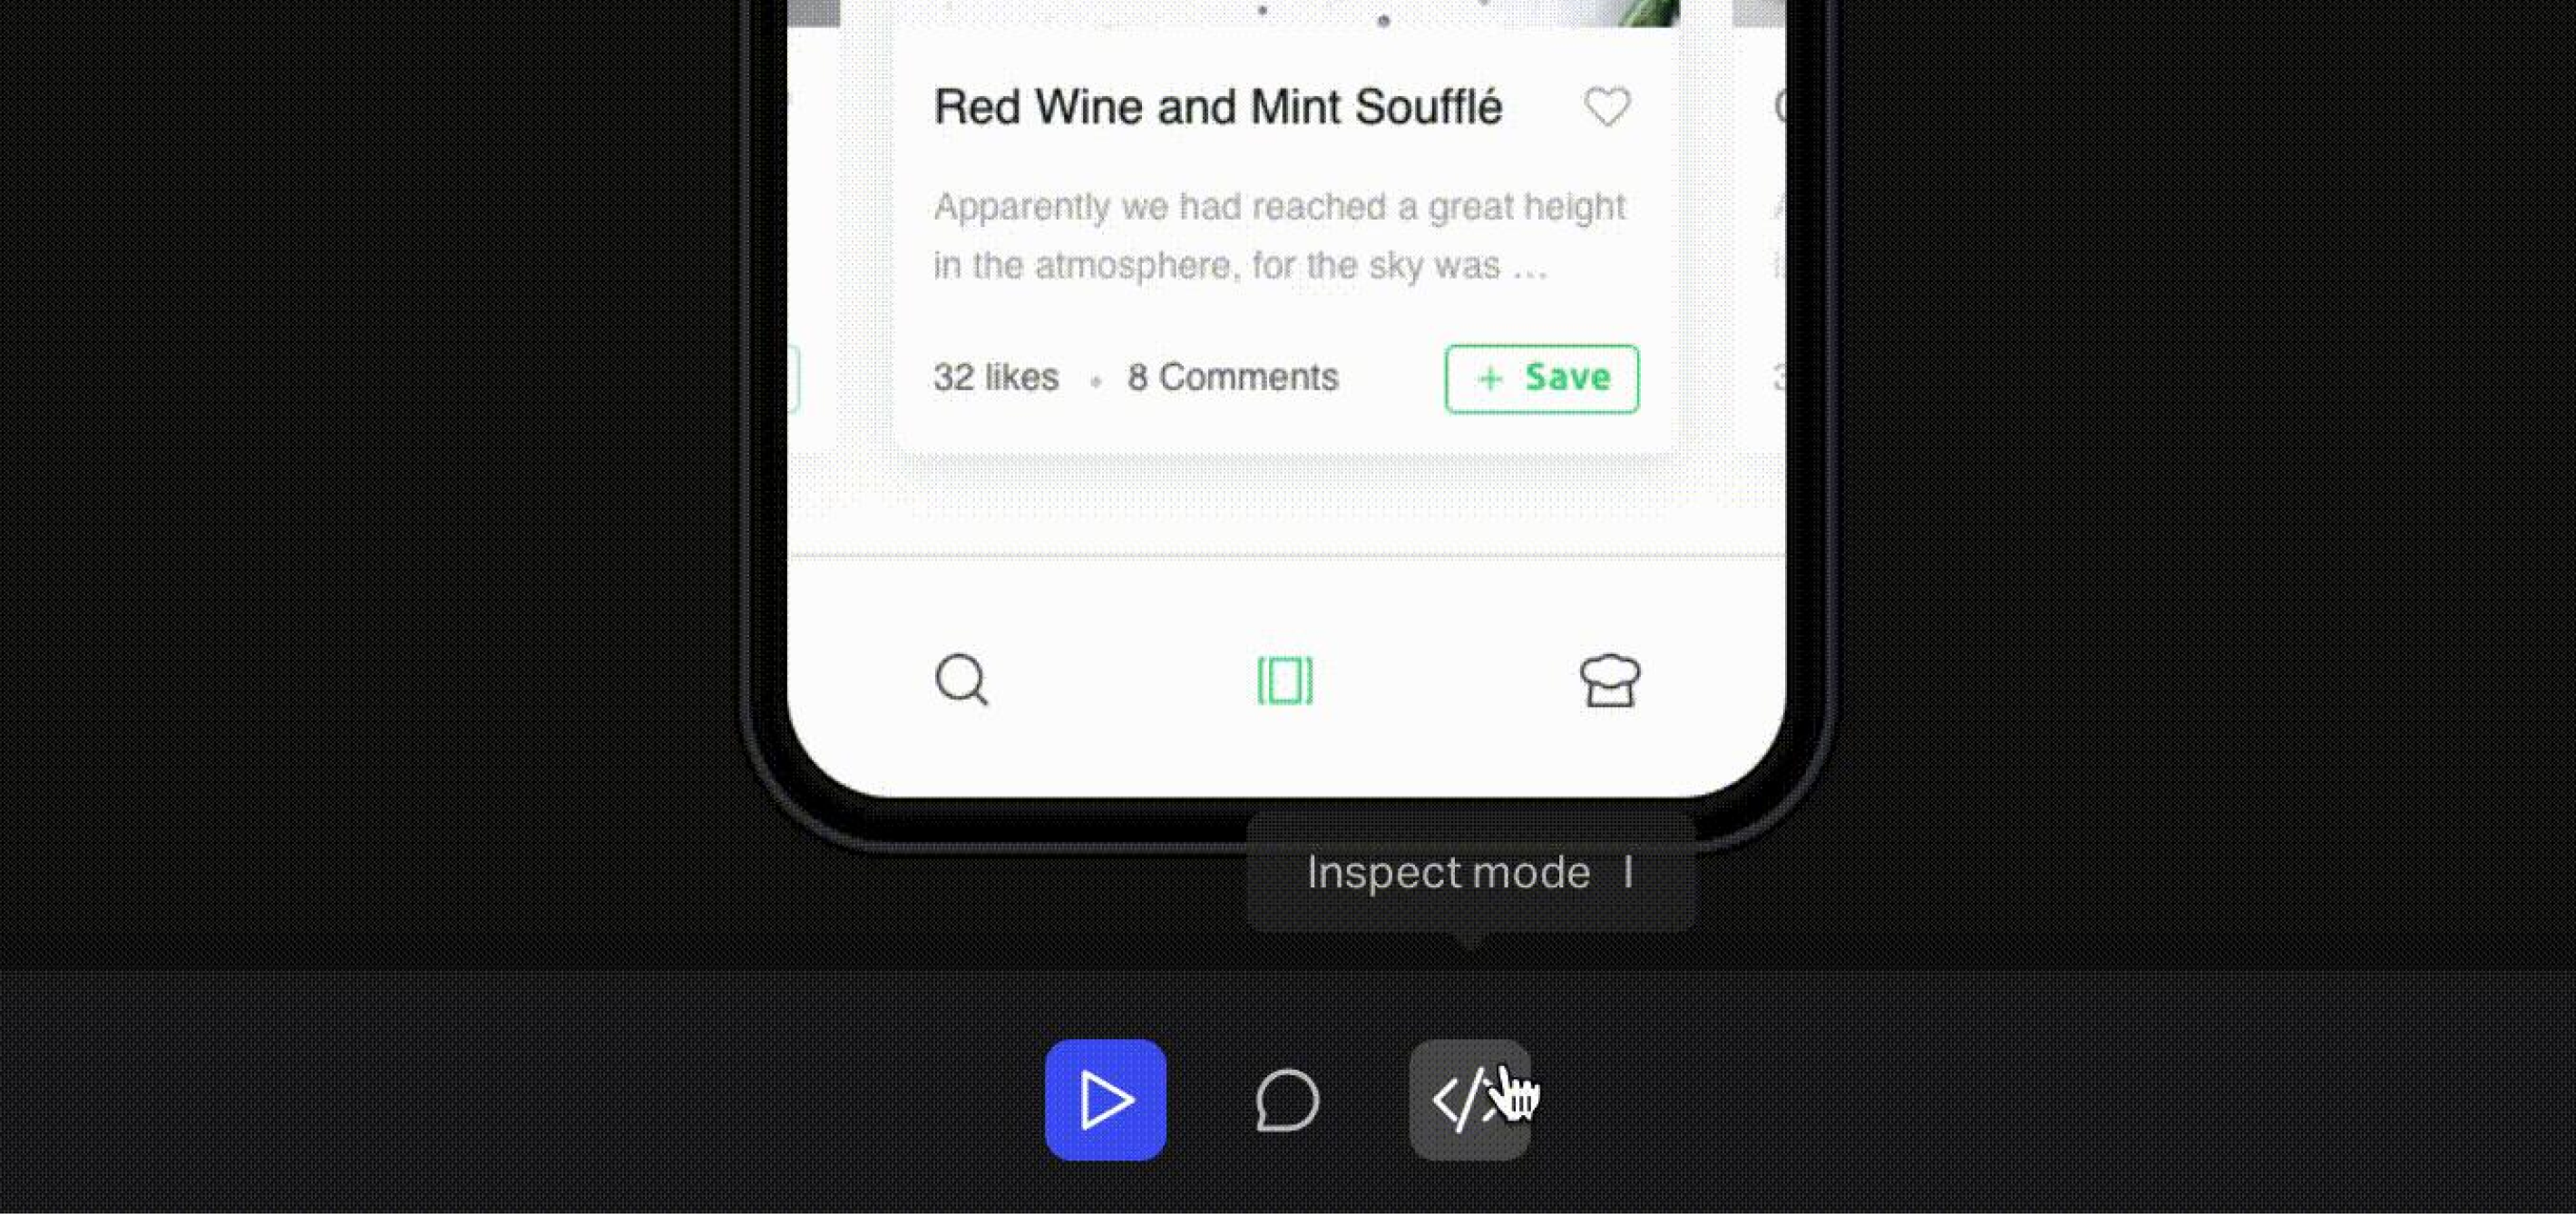 Red Wine and Mint Soufflé
Apparently we had reached a great height
in the atmosphere, for the sky was ...
32 likes • 8 Comments
+ Save
Inspect mode I